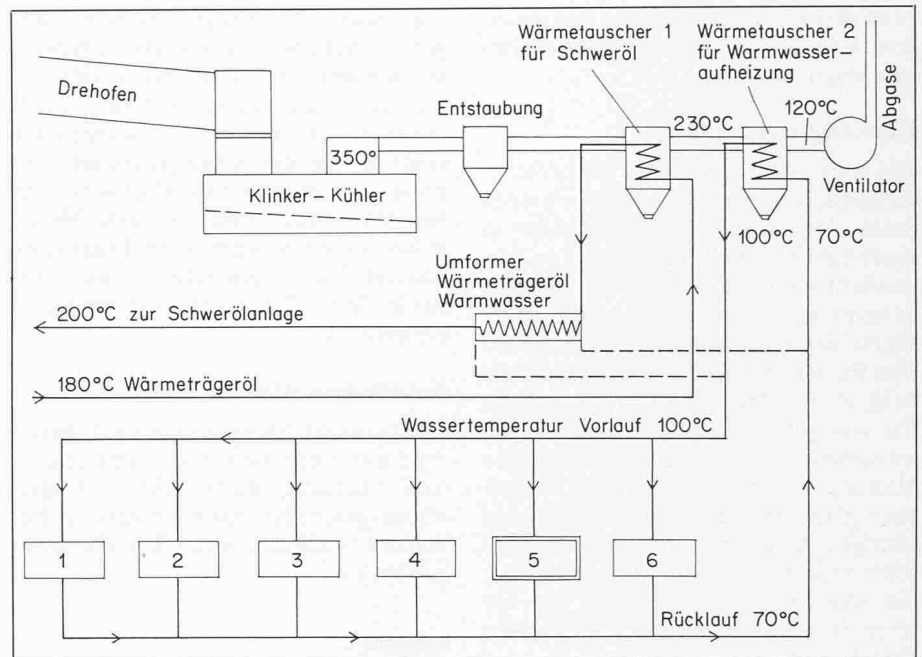 Wärmetauscher 1
für Schweröl
Wärmetauscher 2
für Warmwasser-
aufheizung
Abgase
Drehofen
Entstaubung
230°C
120°C
350°
Ventilator
Klinker-Kühler
100°C
70°C
Umformer
Wärmeträgeröl
Warmwasser
200°C zur Schwerölanlage
180°C Wärmeträgeröl
Wassertemperatur Vorlauf 100°C
1
2
3
4
5
6
Rücklauf 70°C